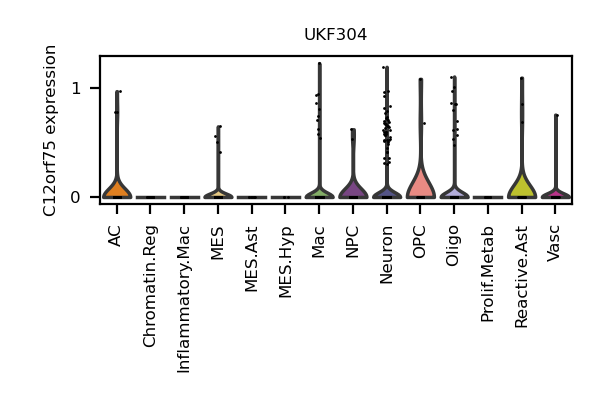 UKF304
C12orf75 expression
1
0
AC
Chromatin.Reg
Inflammatory.Mac
MES
MES.Ast
MES.Hyp
Mac
NPC
Neuron
OPC
Oligo
Prolif.Metab
Reactive.Ast
Vasc